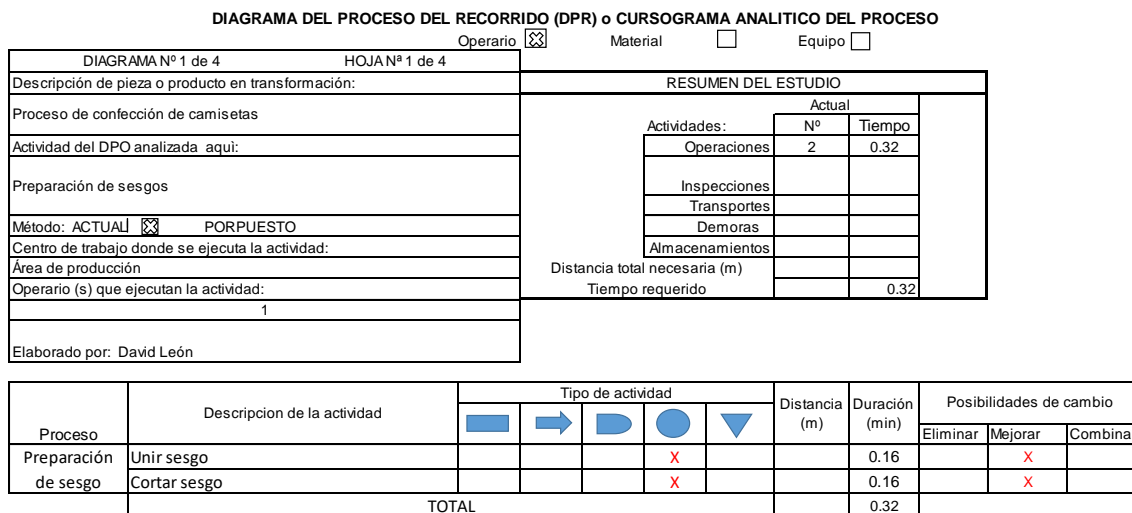 DIAGRAMA DEL PROCESO DEL RECORRIDO (DPR) o CURSOGRAMA ANALITICO DEL PROCESO
Operario Material Equipo
DIAGRAMA Nº 1 de 4 HOJA Nª 1 de 4
Descripción de pieza o producto en transformación:
Proceso de confección de camisetas
Actividad del DPO analizada aquì:
Preparación de sesgos
Método: ACTUAL PORPUESTO
Centro de trabajo donde se ejecuta la actividad:
Área de producción
Operario (s) que ejecutan la actividad:
1
Elaborado por: David León
RESUMEN DEL ESTUDIO
Actual
Actividades: Nº Tiempo
Operaciones 2 0.32
Inspecciones
Transportes
Demoras
Almacenamientos
Distancia total necesaria (m)
Tiempo requerido 0.32
Proceso Descripcion de la actividad Tipo de actividad Distancia (m) Duración (min) Posibilidades de cambio
Eliminar Mejorar Combina
Preparación de sesgo
Unir sesgo X 0.16 X
Cortar sesgo X 0.16 X
TOTAL 0.32